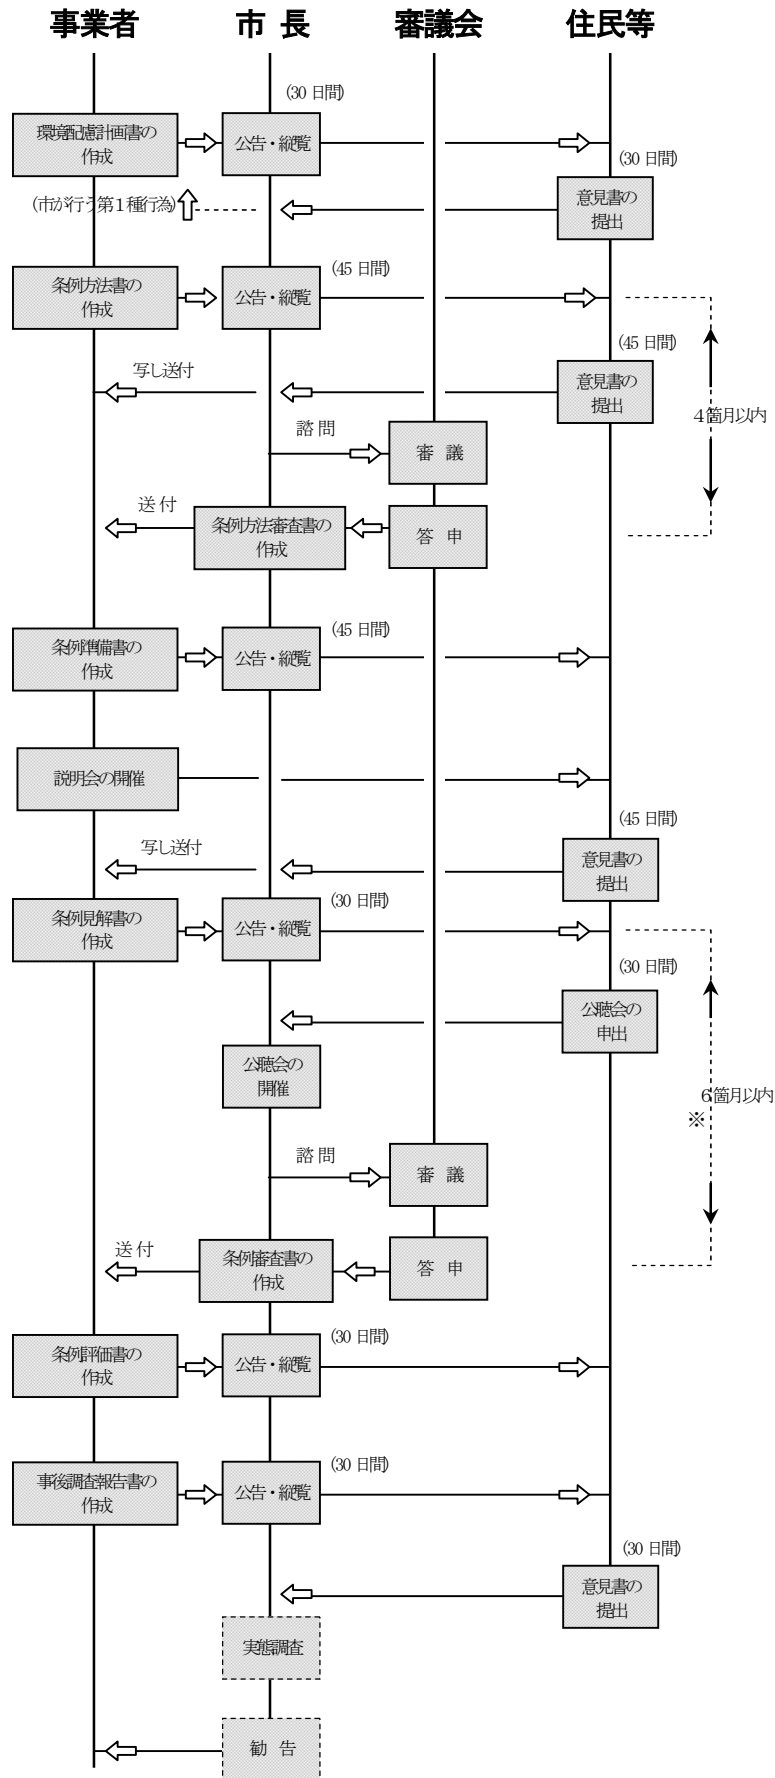 事業者 市 長 審議会 住民等
(30 日間)
環境配慮計画書の
作成
公告・縦覧
(30 日間)
意見書の
提出
(市が行う第1種行為)
(45 日間)
条例方法書の
作成
公告・縦覧
(45 日間)
意見書の
提出
写し送付
4箇月以内
諮 問
審 議
送 付
条例方法審査書の
作成
答 申
(45 日間)
条例準備書の
作成
公告・縦覧
説明会の開催
(45 日間)
意見書の
提出
写し送付
(30 日間)
条例見解書の
作成
公告・縦覧
(30 日間)
公聴会の
申出
公聴会の
開催
6箇月以内
※
諮 問
審 議
送 付
条例審査書の
作成
答 申
(30 日間)
条例評価書の
作成
公告・縦覧
(30 日間)
事後調査報告書の
作成
公告・縦覧
(30 日間)
意見書の
提出
実態調査
勧 告